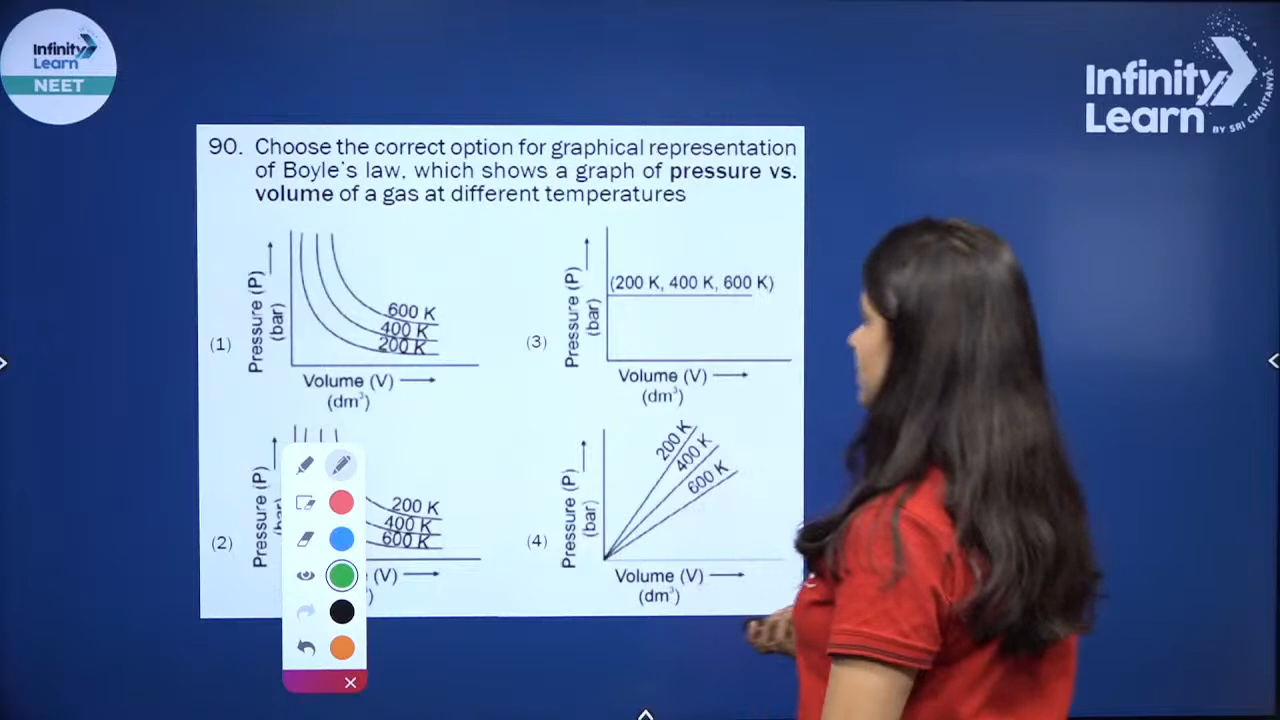 Infinity
Learn
NEET
Infinity
Learn
BY SRI CHAITANYA
90. Choose the correct option for graphical representation
of Boyle's law, which shows a graph of pressure vs.
volume of a gas at different temperatures
(1)
Pressure (P)
(bar)
600 K
400 K
200 K
Volume (V)
(dm³)
(3)
Pressure (P)
(bar)
(200 K, 400 K, 600 K)
Volume (V)
(dm³)
(2)
Pressure (P)
200 K
400 K
600 K
(V)
(4)
Pressure (P)
(bar)
200 K
400 K
600 K
Volume (V)
(dm³)